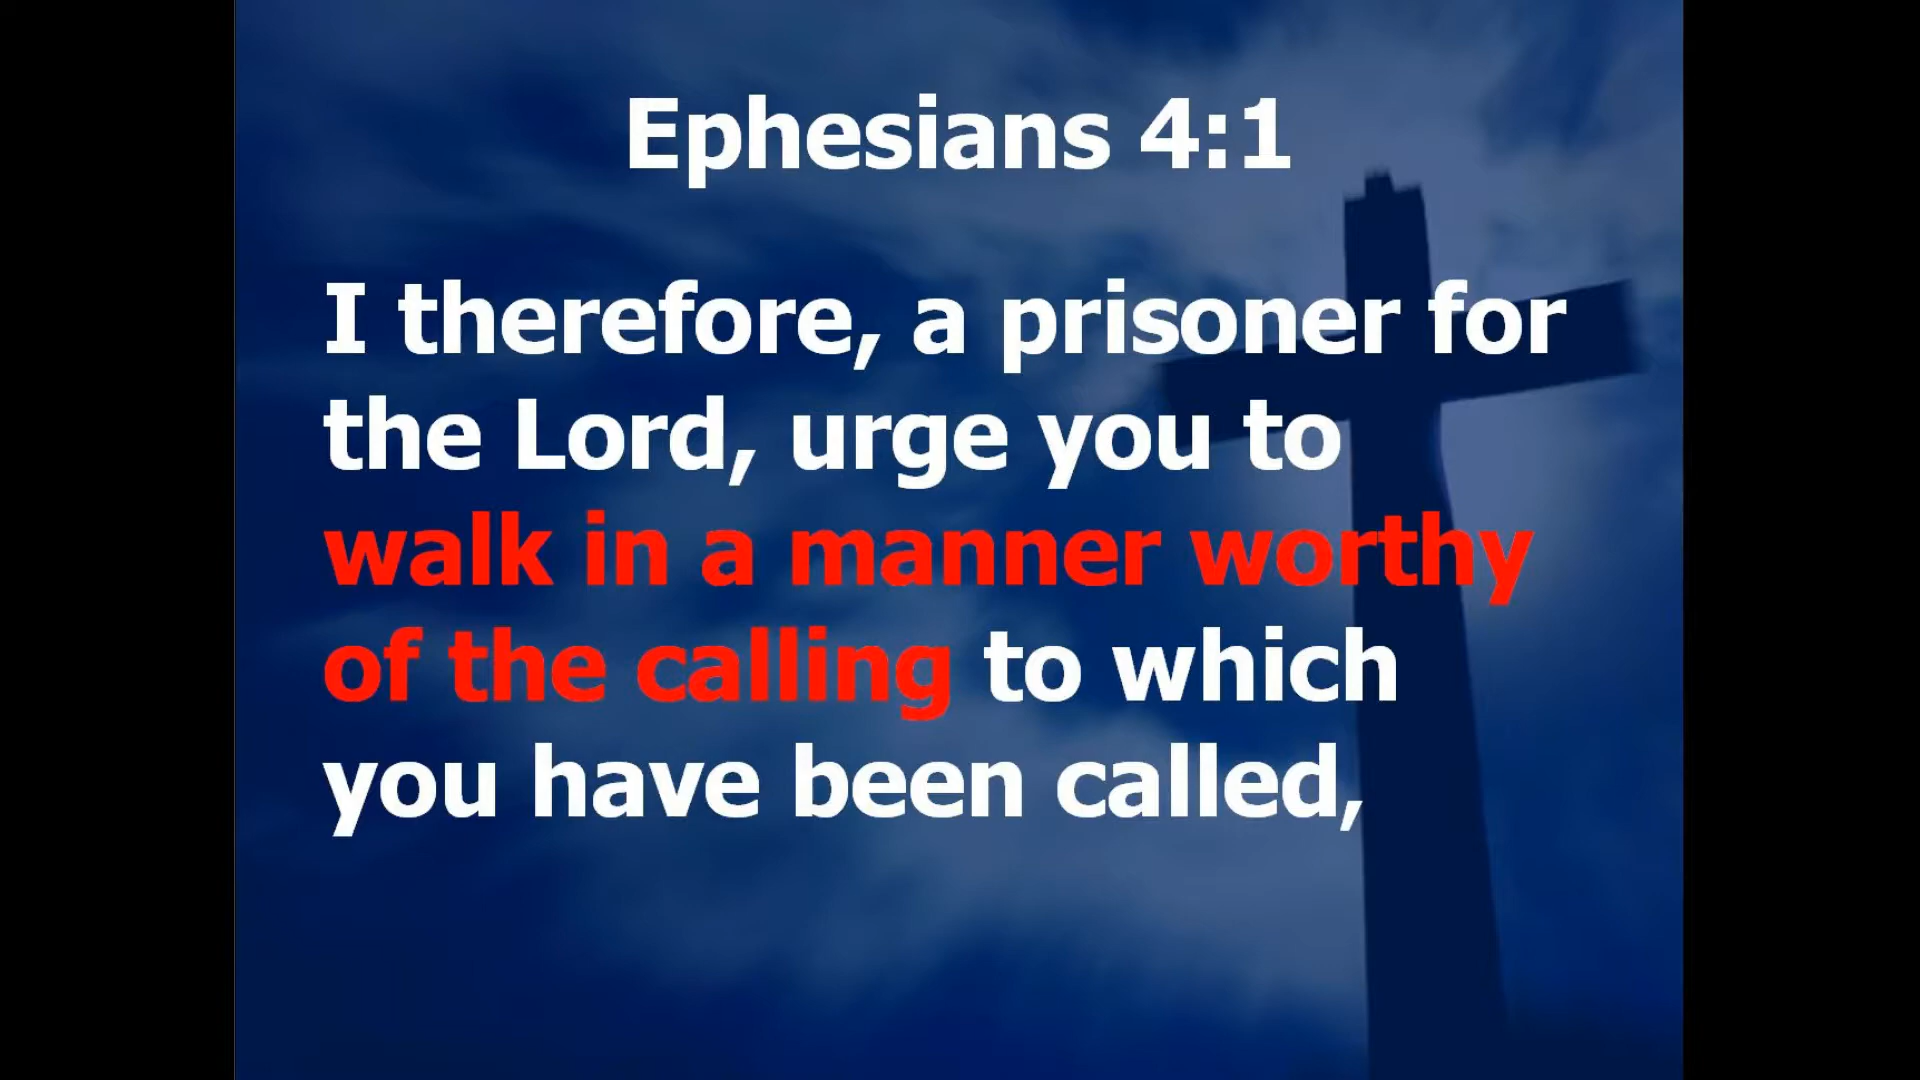 Ephesians 4:1
I therefore, a prisoner for
the Lord, urge you to
walk in a manner worthy
of the calling to which
you have been called,